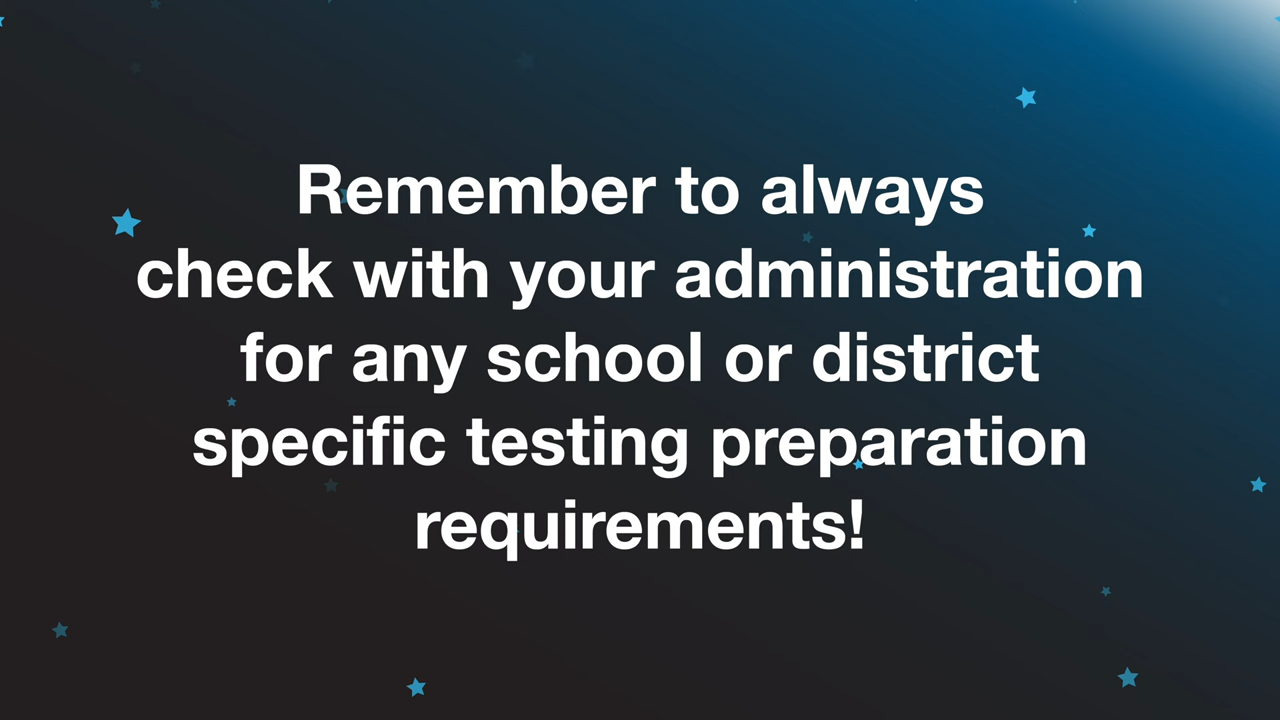 Remember to always
check with your administration
for any school or district
specific testing preparation
requirements!